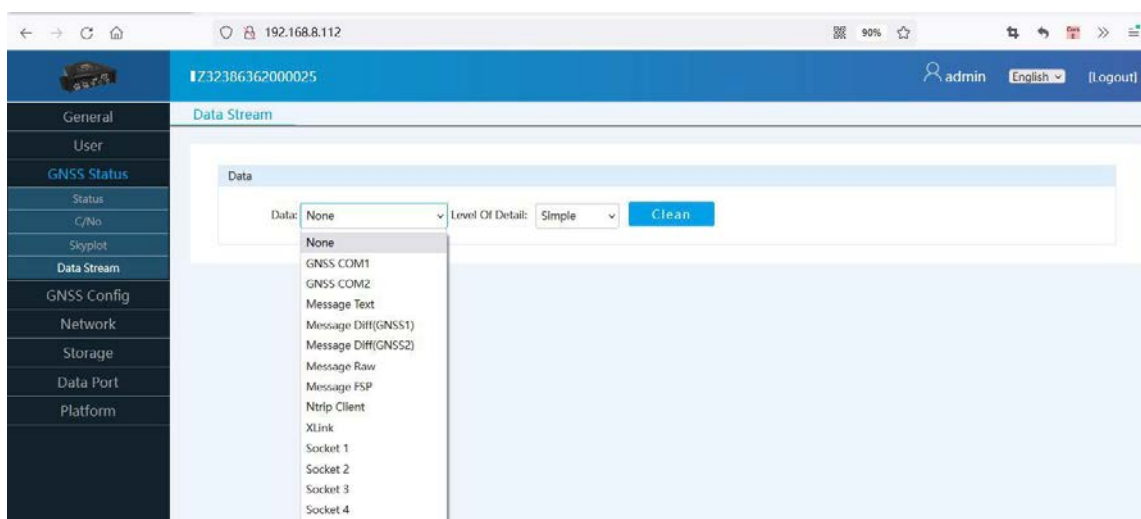 192.168.8.112
90%
IZ32386362000025
admin
English
[Logout]
General
User
GNSS Status
Status
C/No
Skyplot
Data Stream
GNSS Config
Network
Storage
Data Port
Platform
Data Stream
Data
Data: None
Level Of Detail: Simple
Clean
None
GNSS COM1
GNSS COM2
Message Text
Message Diff(GNSS1)
Message Diff(GNSS2)
Message Raw
Message FSP
Ntrip Client
XLink
Socket 1
Socket 2
Socket 3
Socket 4